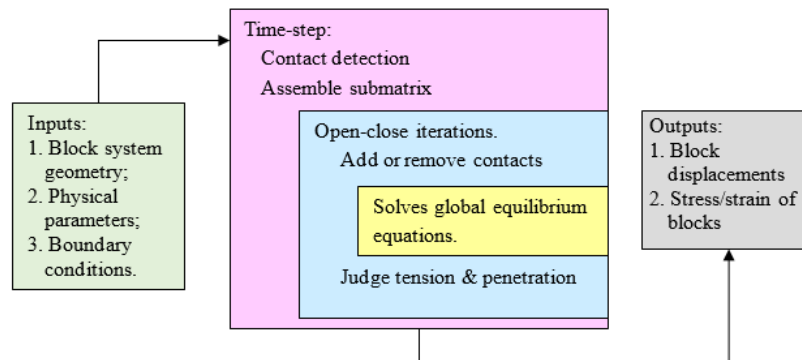 Inputs:
1. Block system
geometry;
2. Physical
parameters;
3. Boundary
conditions.
Time-step:
Contact detection
Assemble submatrix
Open-close iterations.
Add or remove contacts
Solves global equilibrium
equations.
Judge tension & penetration
Outputs:
1. Block
displacements
2. Stress/strain of
blocks